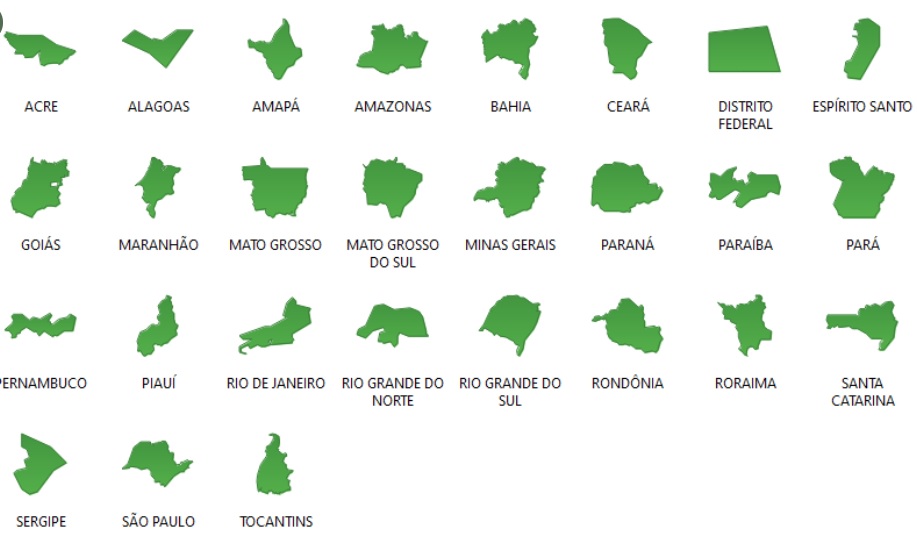 ACRE
ALAGOAS
AMAPÁ
AMAZONAS
BAHIA
CEARÁ
DISTRITO
FEDERAL
ESPÍRITO SANTO
GOIÁS
MARANHÃO
MATO GROSSO
MATO GROSSO
DO SUL
MINAS GERAIS
PARANÁ
PARAÍBA
PARÁ
PERNAMBUCO
PIAUÍ
RIO DE JANEIRO
RIO GRANDE DO
NORTE
RIO GRANDE DO
SUL
RONDÔNIA
RORAIMA
SANTA
CATARINA
SERGIPE
SÃO PAULO
TOCANTINS